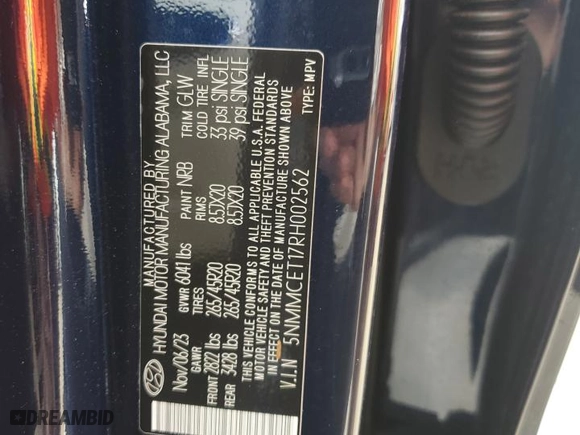 MANUFACTURED BY
HYUNDAI MOTOR MANUFACTURING ALABAMA, LLC
Nov/06/23 GVWR 6041 lbs PAINT NRB TRIM GLW
GAWR TIRES RIMS COLD TIRE INFL
FRONT 2822 lbs 265/45R20 8.5JX20 33 psi SINGLE
REAR 3428 lbs 265/45R20 8.5JX20 39 psi SINGLE
THIS VEHICLE CONFORMS TO ALL APPLICABLE U.S.A. FEDERAL
MOTOR VEHICLE SAFETY AND THEFT PREVENTION STANDARDS
IN EFFECT ON THE DATE OF MANUFACTURE SHOWN ABOVE
V.I.N 5NMMCET17RH002562 TYPE: MPV
DREAMBID